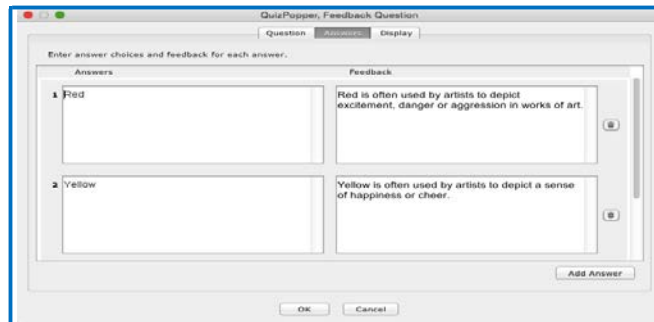 QuizPopper, Feedback Question
Question Answers Display
Enter answer choices and feedback for each answer.
Answers Feedback
1 Red
Red is often used by artists to depict
excitement, danger or aggression in works of art.
2 Yellow
Yellow is often used by artists to depict a sense
of happiness or cheer.
Add Answer
OK Cancel